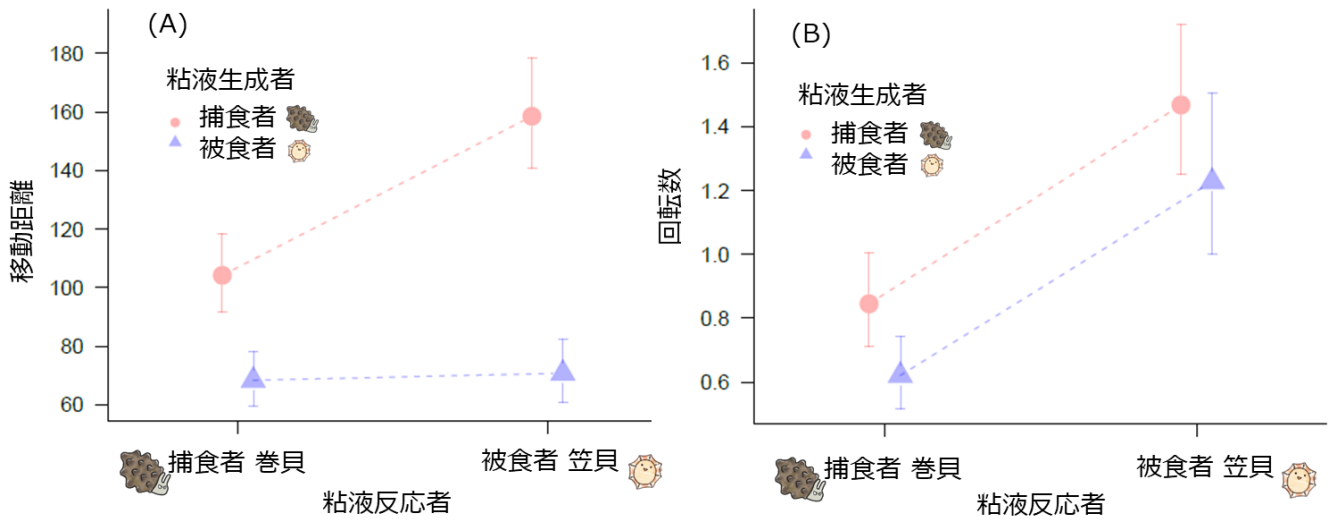 (A)
粘液生成者
捕食者
被食者
移動距離
180
160
140
120
100
80
60
捕食者 巻貝
被食者 笠貝
粘液反応者
(B)
粘液生成者
捕食者
被食者
回転数
1.6
1.4
1.2
1.0
0.8
0.6
捕食者 巻貝
被食者 笠貝
粘液反応者